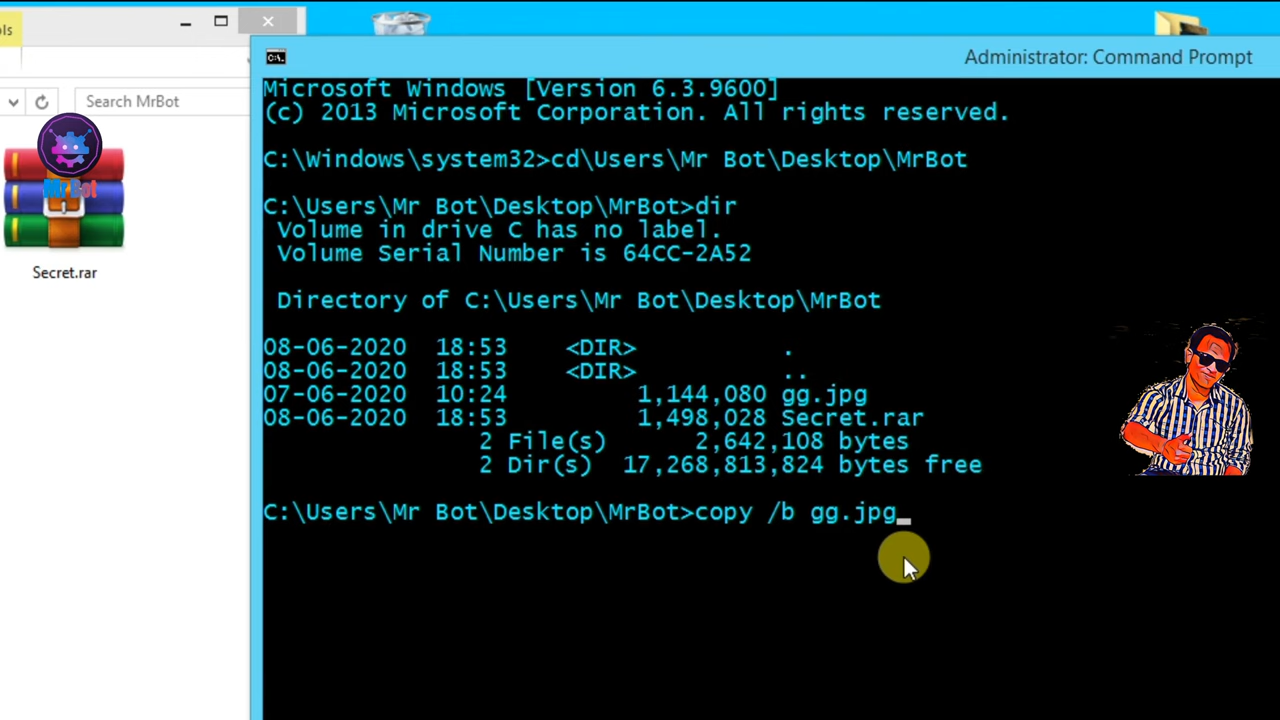 ols
Search MrBot
Mr Bot
Secret.rar
Administrator: Command Prompt
C:\.
Microsoft Windows [Version 6.3.9600]
(c) 2013 Microsoft Corporation. All rights reserved.
C:\Windows\system32>cd\Users\Mr Bot\Desktop\MrBot
C:\Users\Mr Bot\Desktop\MrBot>dir
Volume in drive C has no label.
Volume Serial Number is 64CC-2A52
Directory of C:\Users\Mr Bot\Desktop\MrBot
08-06-2020 18:53 <DIR> .
08-06-2020 18:53 <DIR> ..
07-06-2020 10:24 1,144,080 gg.jpg
08-06-2020 18:53 1,498,028 Secret.rar
2 File(s) 2,642,108 bytes
2 Dir(s) 17,268,813,824 bytes free
C:\Users\Mr Bot\Desktop\MrBot>copy /b gg.jpg_